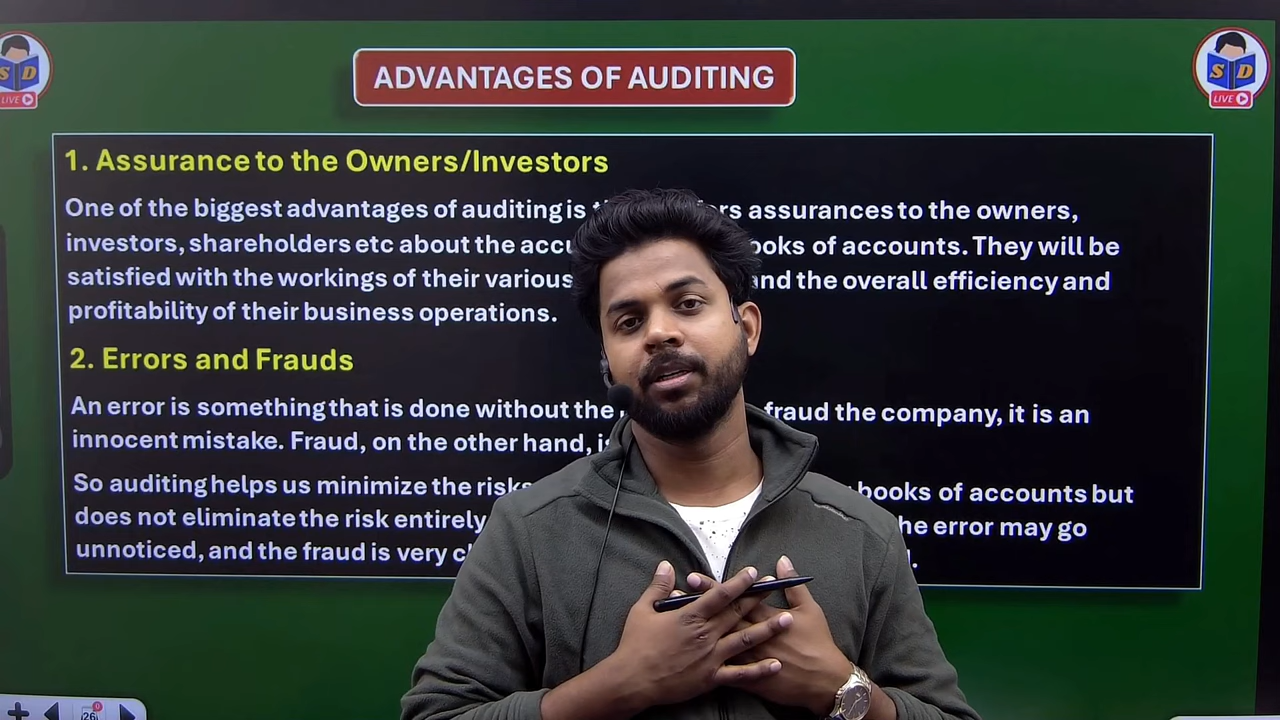 ADVANTAGES OF AUDITING
S D
LIVE
S D
LIVE
1. Assurance to the Owners/Investors
One of the biggest advantages of auditing is assurances to the owners,
investors, shareholders etc about the books of accounts. They will be
satisfied with the workings of their various and the overall efficiency and
profitability of their business operations.
2. Errors and Frauds
An error is something that is done without the fraud the company, it is an
innocent mistake. Fraud, on the other hand,
So auditing helps us minimize the risks books of accounts but
does not eliminate the risk entirely error may go
unnoticed, and the fraud is very
26